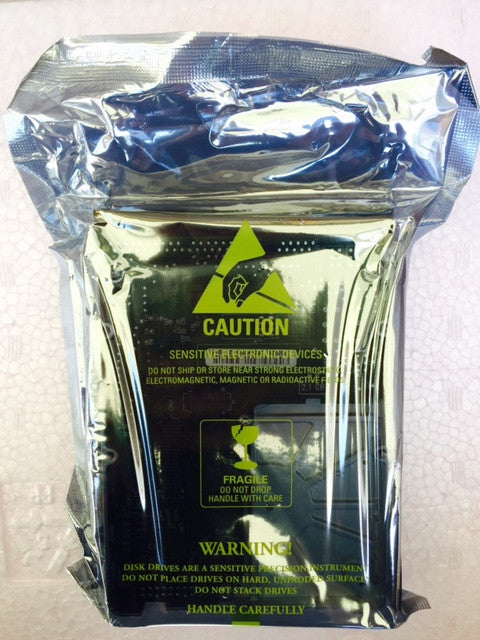 CAUTION
SENSITIVE ELECTRONIC DEVICES
DO NOT SHIP OR STORE NEAR STRONG ELECTROSTATIC
ELECTROMAGNETIC, MAGNETIC OR RADIOACTIVE FIELDS
FRAGILE
DO NOT DROP
HANDLE WITH CARE
WARNING!
DISK DRIVES ARE A SENSITIVE PRECISION INSTRUMENT
DO NOT PLACE DRIVES ON HARD, UNPADDED SURFACE
DO NOT STACK DRIVES
HANDLE CAREFULLY